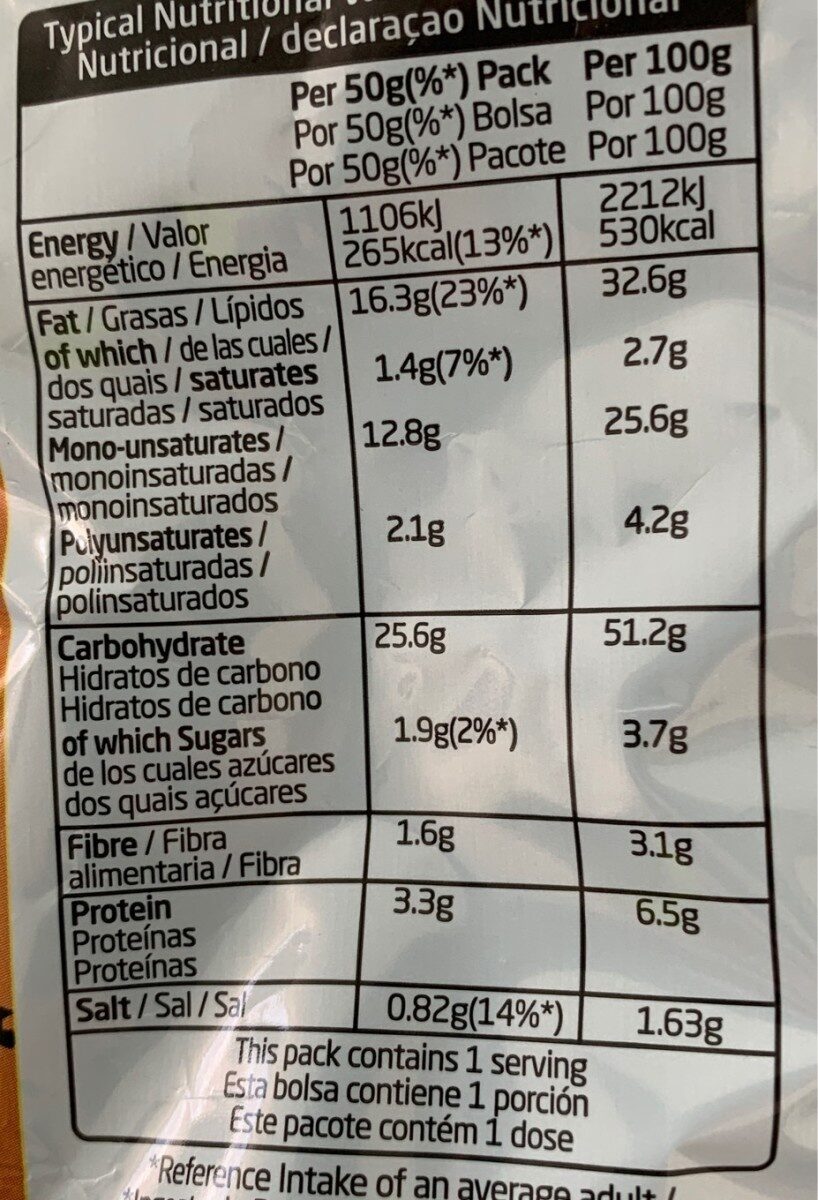 Typical Nutritional
Nutricional / declaraçao Nutricional
Per 50g(%*) Pack Per 100g
Por 50g(%*) Bolsa Por 100g
Por 50g(%*) Pacote Por 100g
Energy / Valor energético / Energia 1106kJ 2212kJ
265kcal(13%*) 530kcal
Fat / Grasas / Lípidos 16.3g(23%*) 32.6g
of which / de las cuales /
dos quais / saturates 1.4g(7%*) 2.7g
saturadas / saturados
Mono-unsaturates / 12.8g 25.6g
monoinsaturadas /
monoinsaturados
Polyunsaturates / 2.1g 4.2g
poliinsaturadas /
polinsaturados
Carbohydrate 25.6g 51.2g
Hidratos de carbono
Hidratos de carbono
of which Sugars 1.9g(2%*) 3.7g
de los cuales azúcares
dos quais açúcares
Fibre / Fibra 1.6g 3.1g
alimentaria / Fibra
Protein 3.3g 6.5g
Proteínas
Proteínas
Salt / Sal / Sal 0.82g(14%*) 1.63g
This pack contains 1 serving
Esta bolsa contiene 1 porción
Este pacote contém 1 dose
*Reference Intake of an average adult /